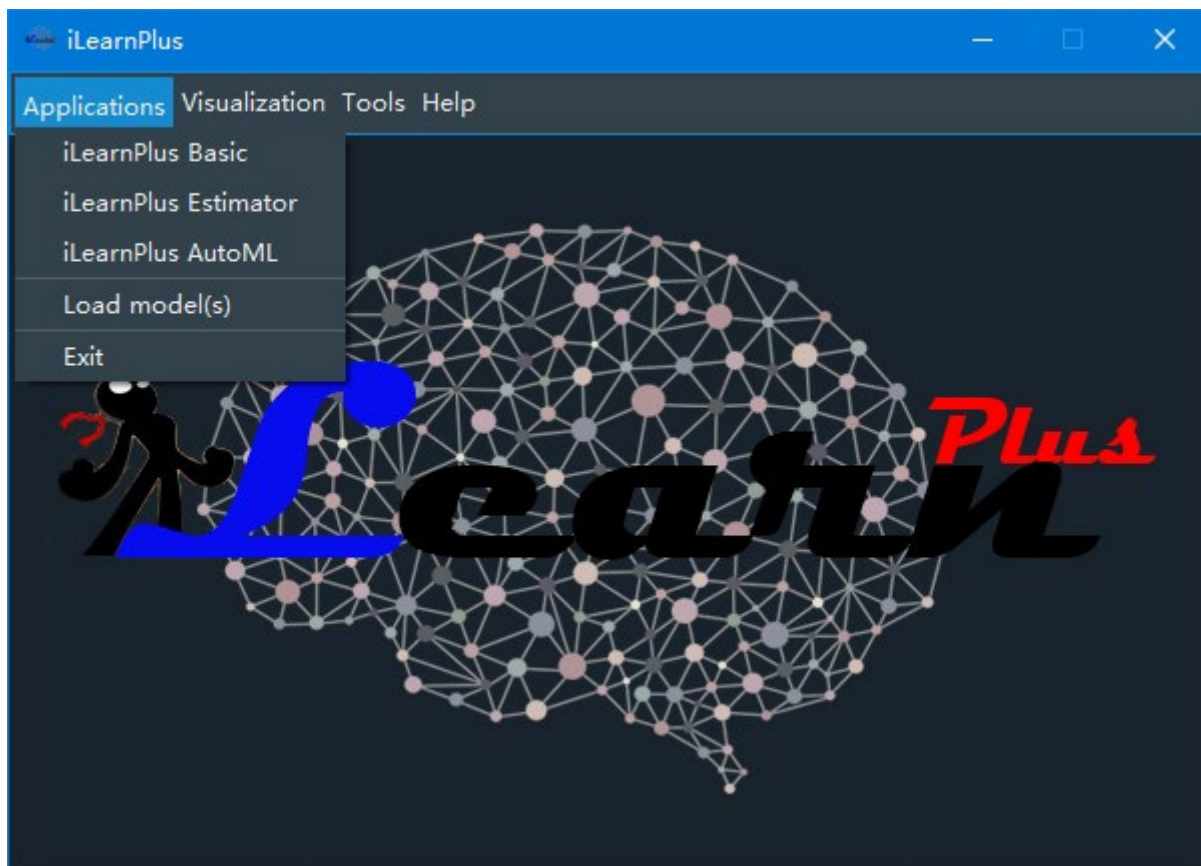 iLearnPlus
Applications Visualization Tools Help
iLearnPlus Basic
iLearnPlus Estimator
iLearnPlus AutoML
Load model(s)
Exit
Learn Plus